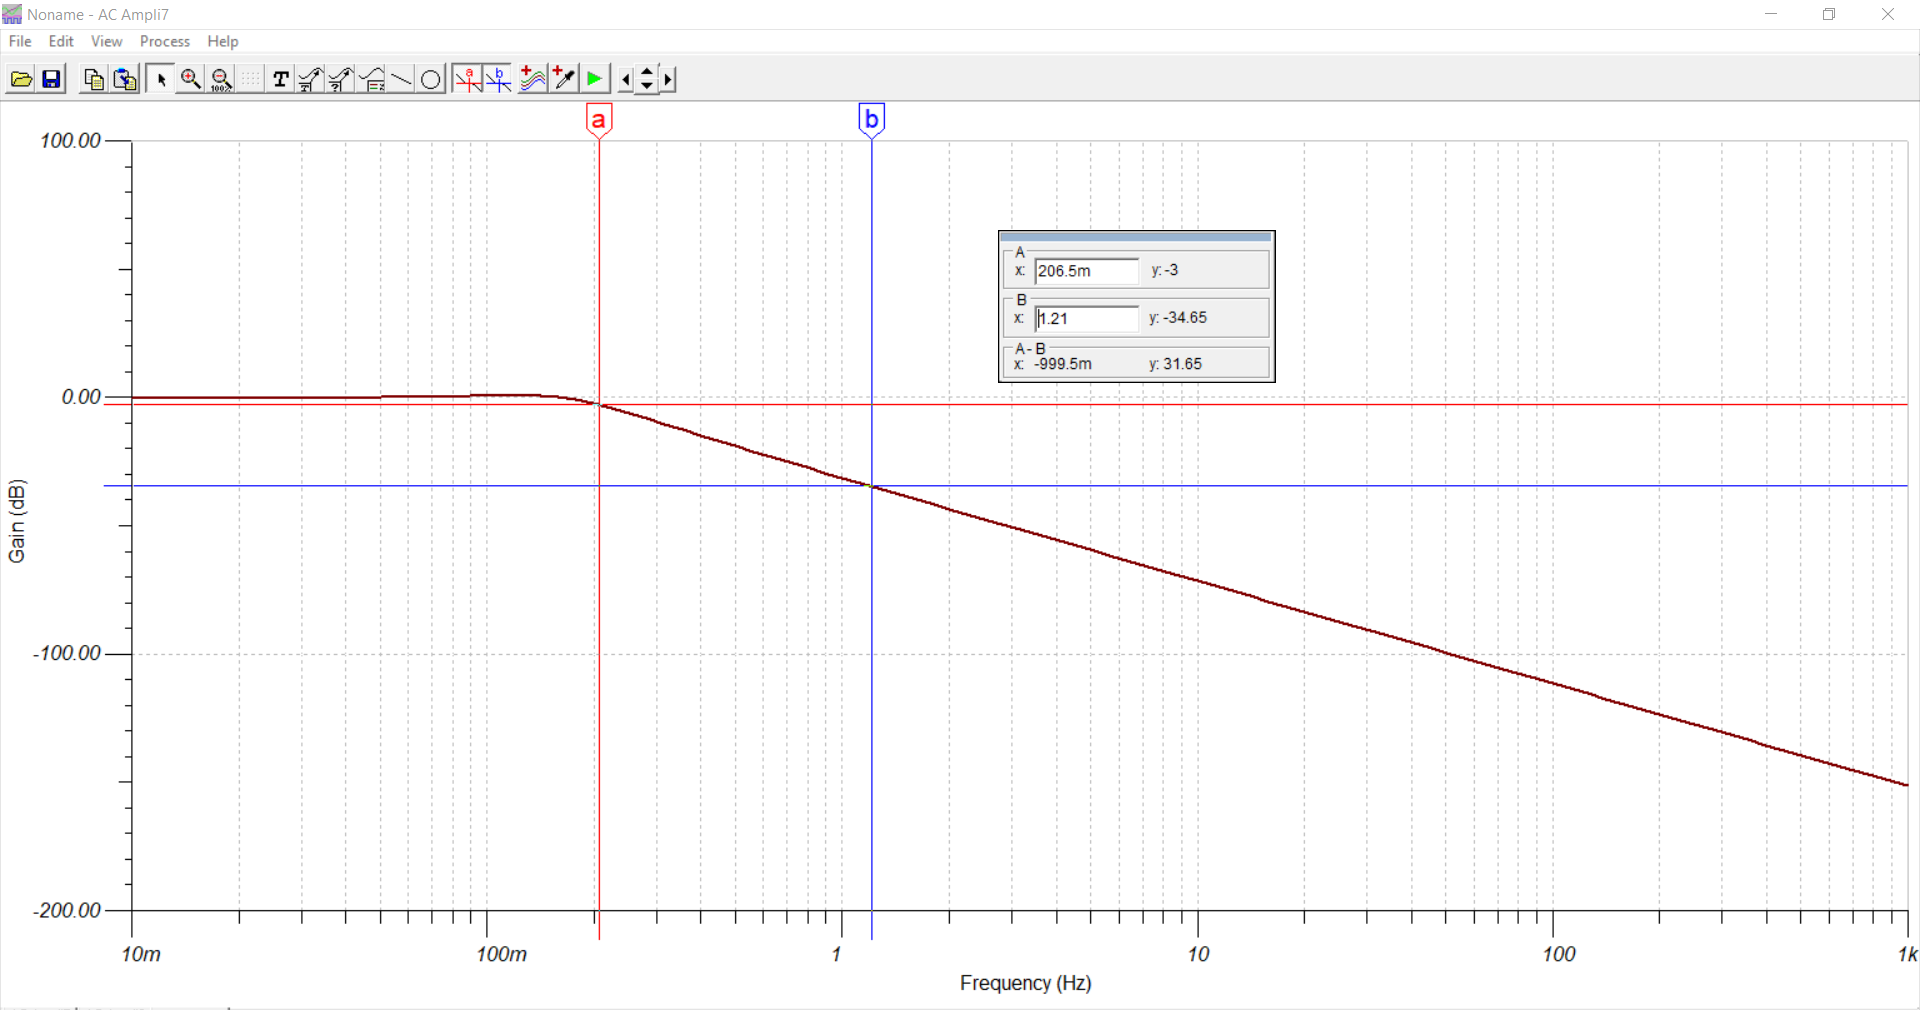 Noname - AC Ampli7
File Edit View Process Help
100% T T ? a b
a b
100.00
0.00
-100.00
-200.00
Gain (dB)
A
x: 206.5m y: -3
B
x: 1.21 y: -34.65
A - B
x: -999.5m y: 31.65
10m 100m 1 10 100 1k
Frequency (Hz)